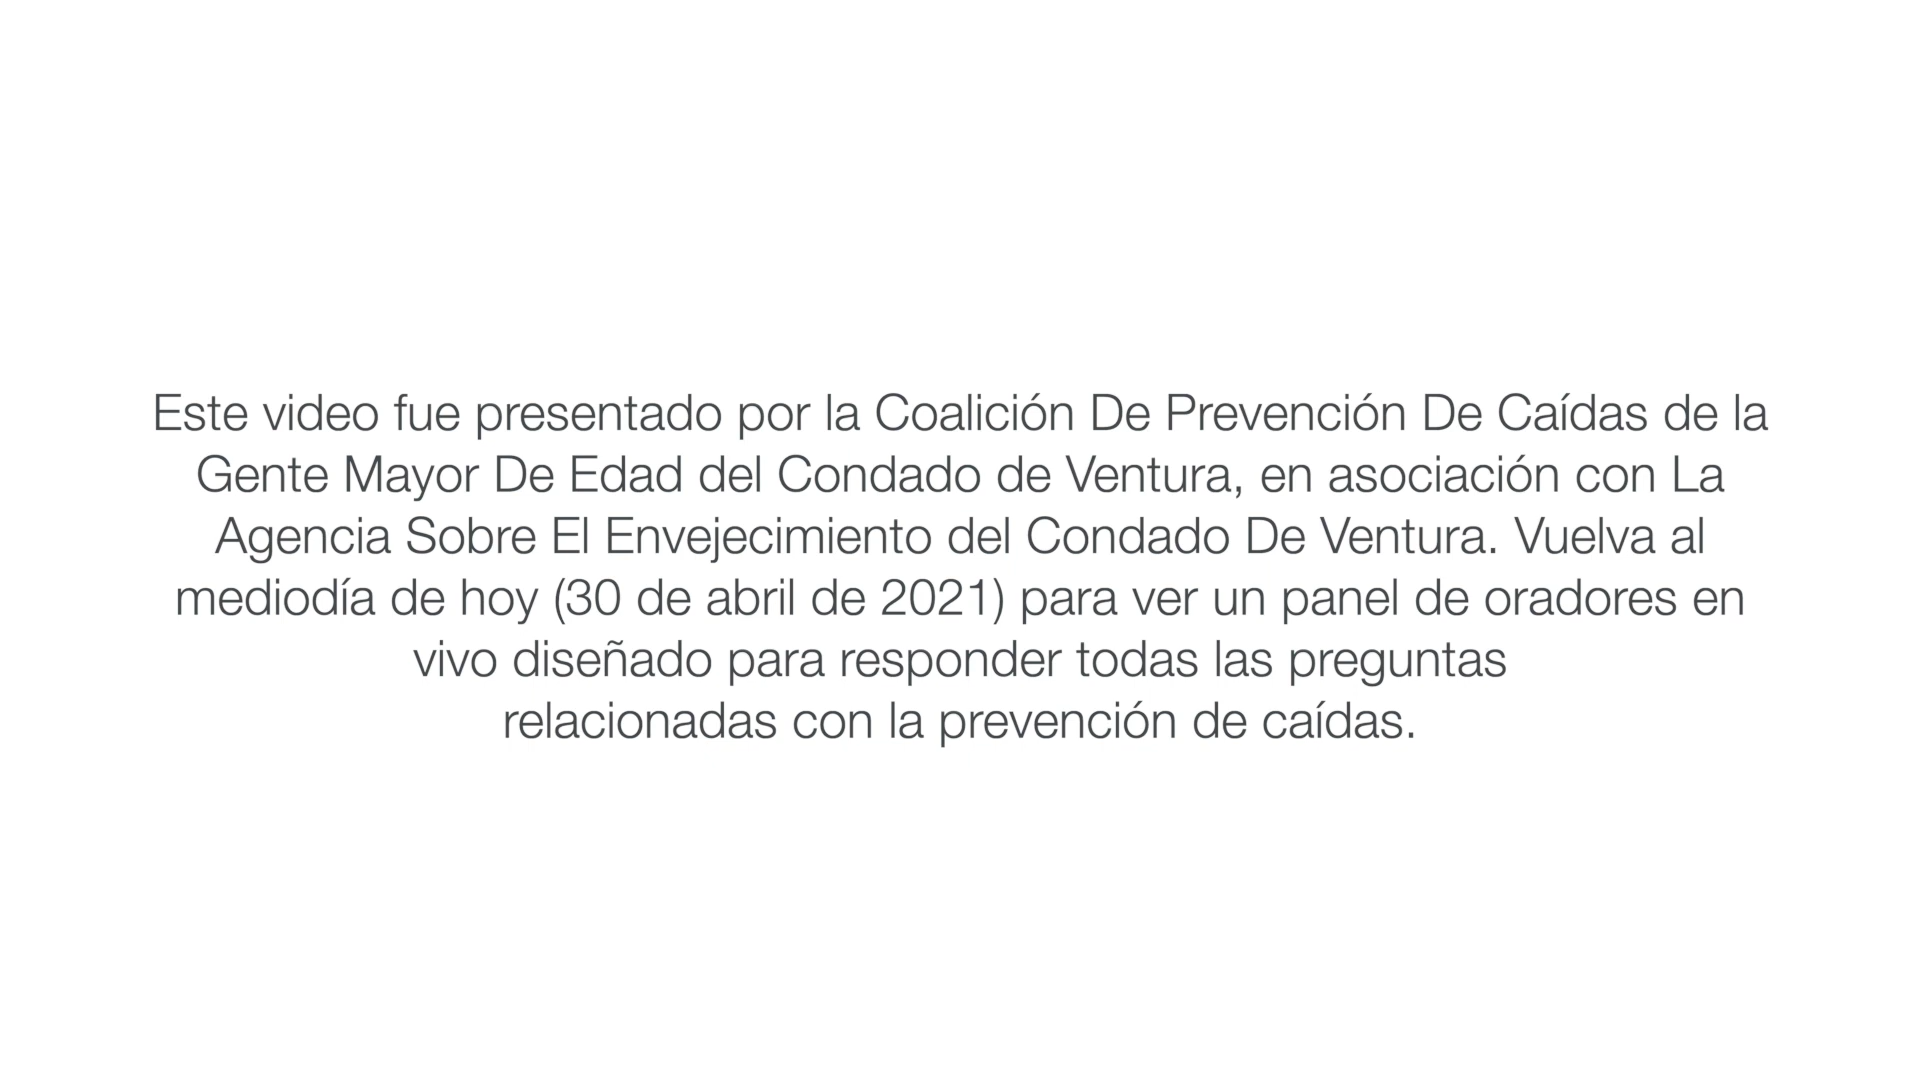 Este video fue presentado por la Coalición De Prevención De Caídas de la
Gente Mayor De Edad del Condado de Ventura, en asociación con La
Agencia Sobre El Envejecimiento del Condado De Ventura. Vuelva al
mediodía de hoy (30 de abril de 2021) para ver un panel de oradores en
vivo diseñado para responder todas las preguntas
relacionadas con la prevención de caídas.